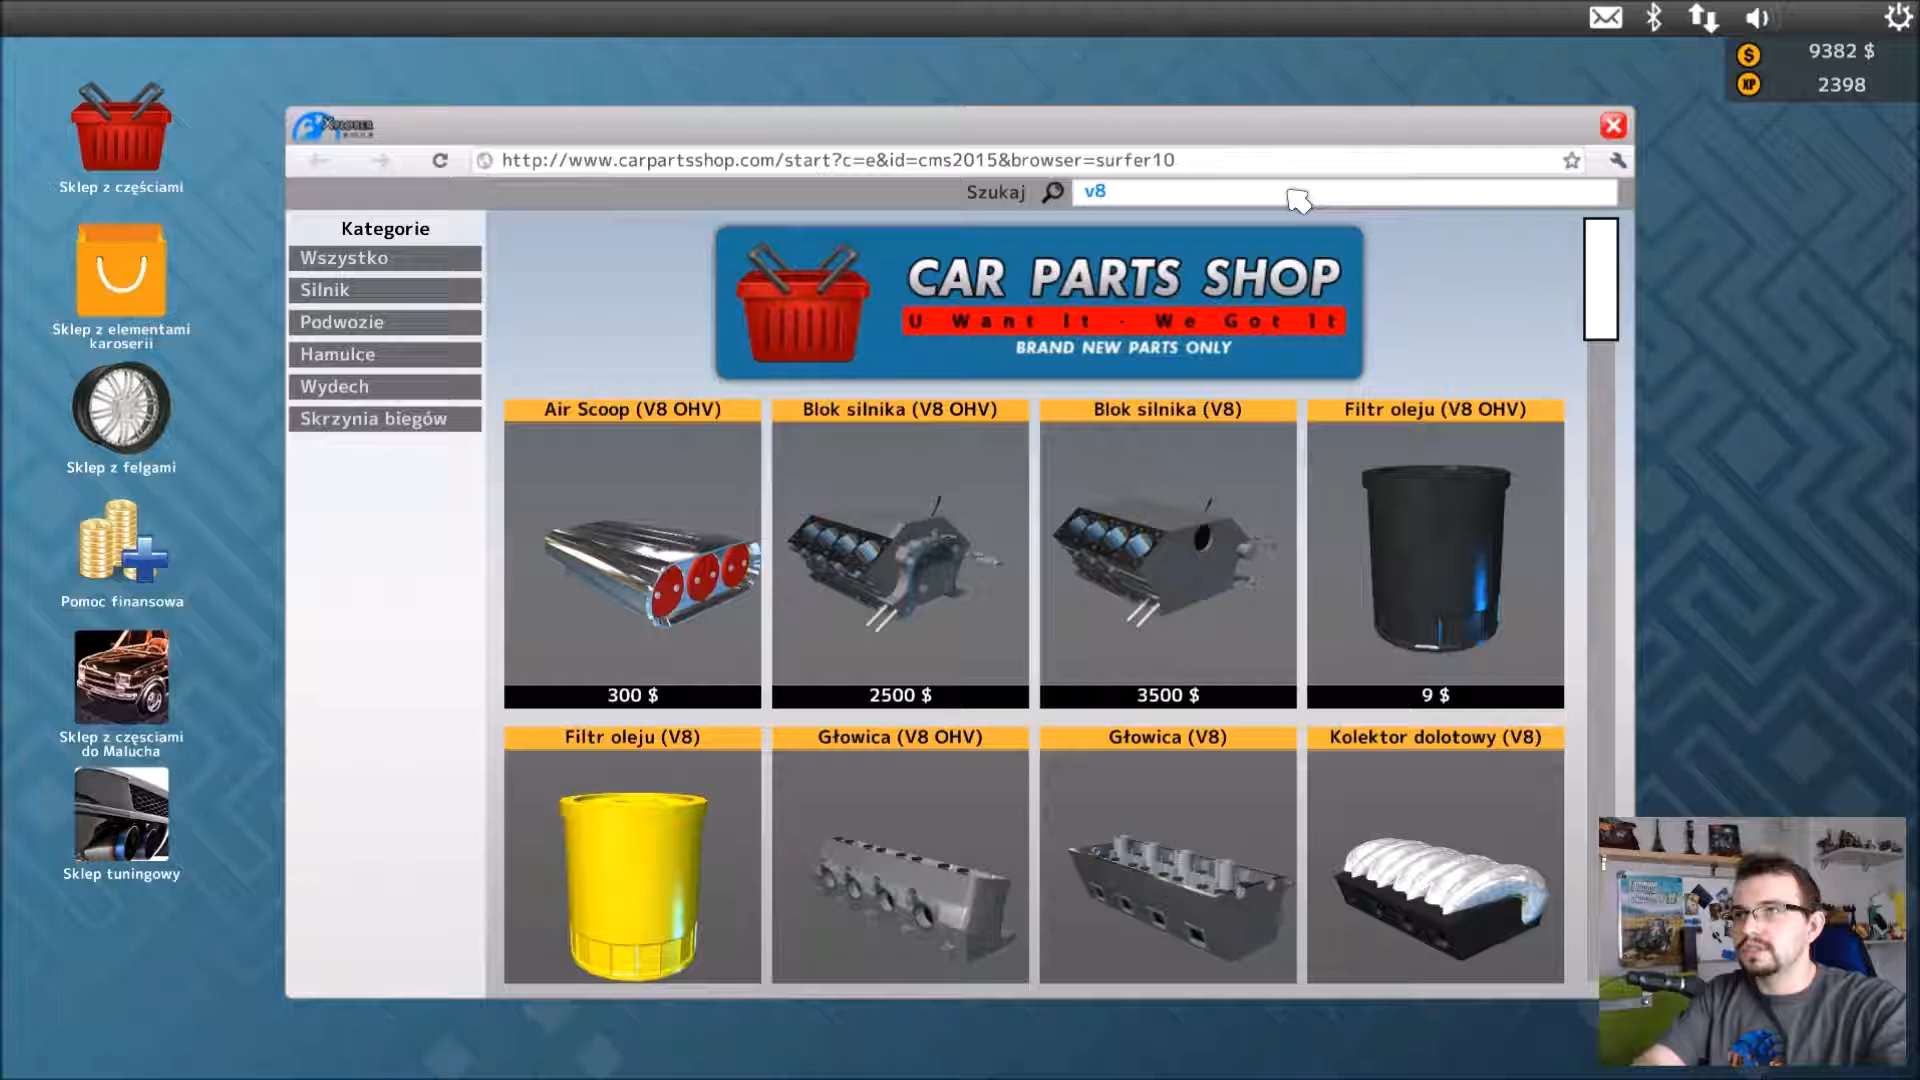 9382 $
XP
2398
XPLORER
http://www.carpartsshop.com/start?c=e&id=cms2015&browser=surfer10
Szukaj
v8
Sklep z częściami
Sklep z elementami
karoserii
Sklep z felgami
Pomoc finansowa
Sklep z częsciami
do Malucha
Sklep tuningowy
Kategorie
Wszystko
Silnik
Podwozie
Hamulce
Wydech
Skrzynia biegów
CAR PARTS SHOP
U Want It - We Got It
BRAND NEW PARTS ONLY
Air Scoop (V8 OHV)
Blok silnika (V8 OHV)
Blok silnika (V8)
Filtr oleju (V8 OHV)
300 $
2500 $
3500 $
9 $
Filtr oleju (V8)
Głowica (V8 OHV)
Głowica (V8)
Kolektor dolotowy (V8)